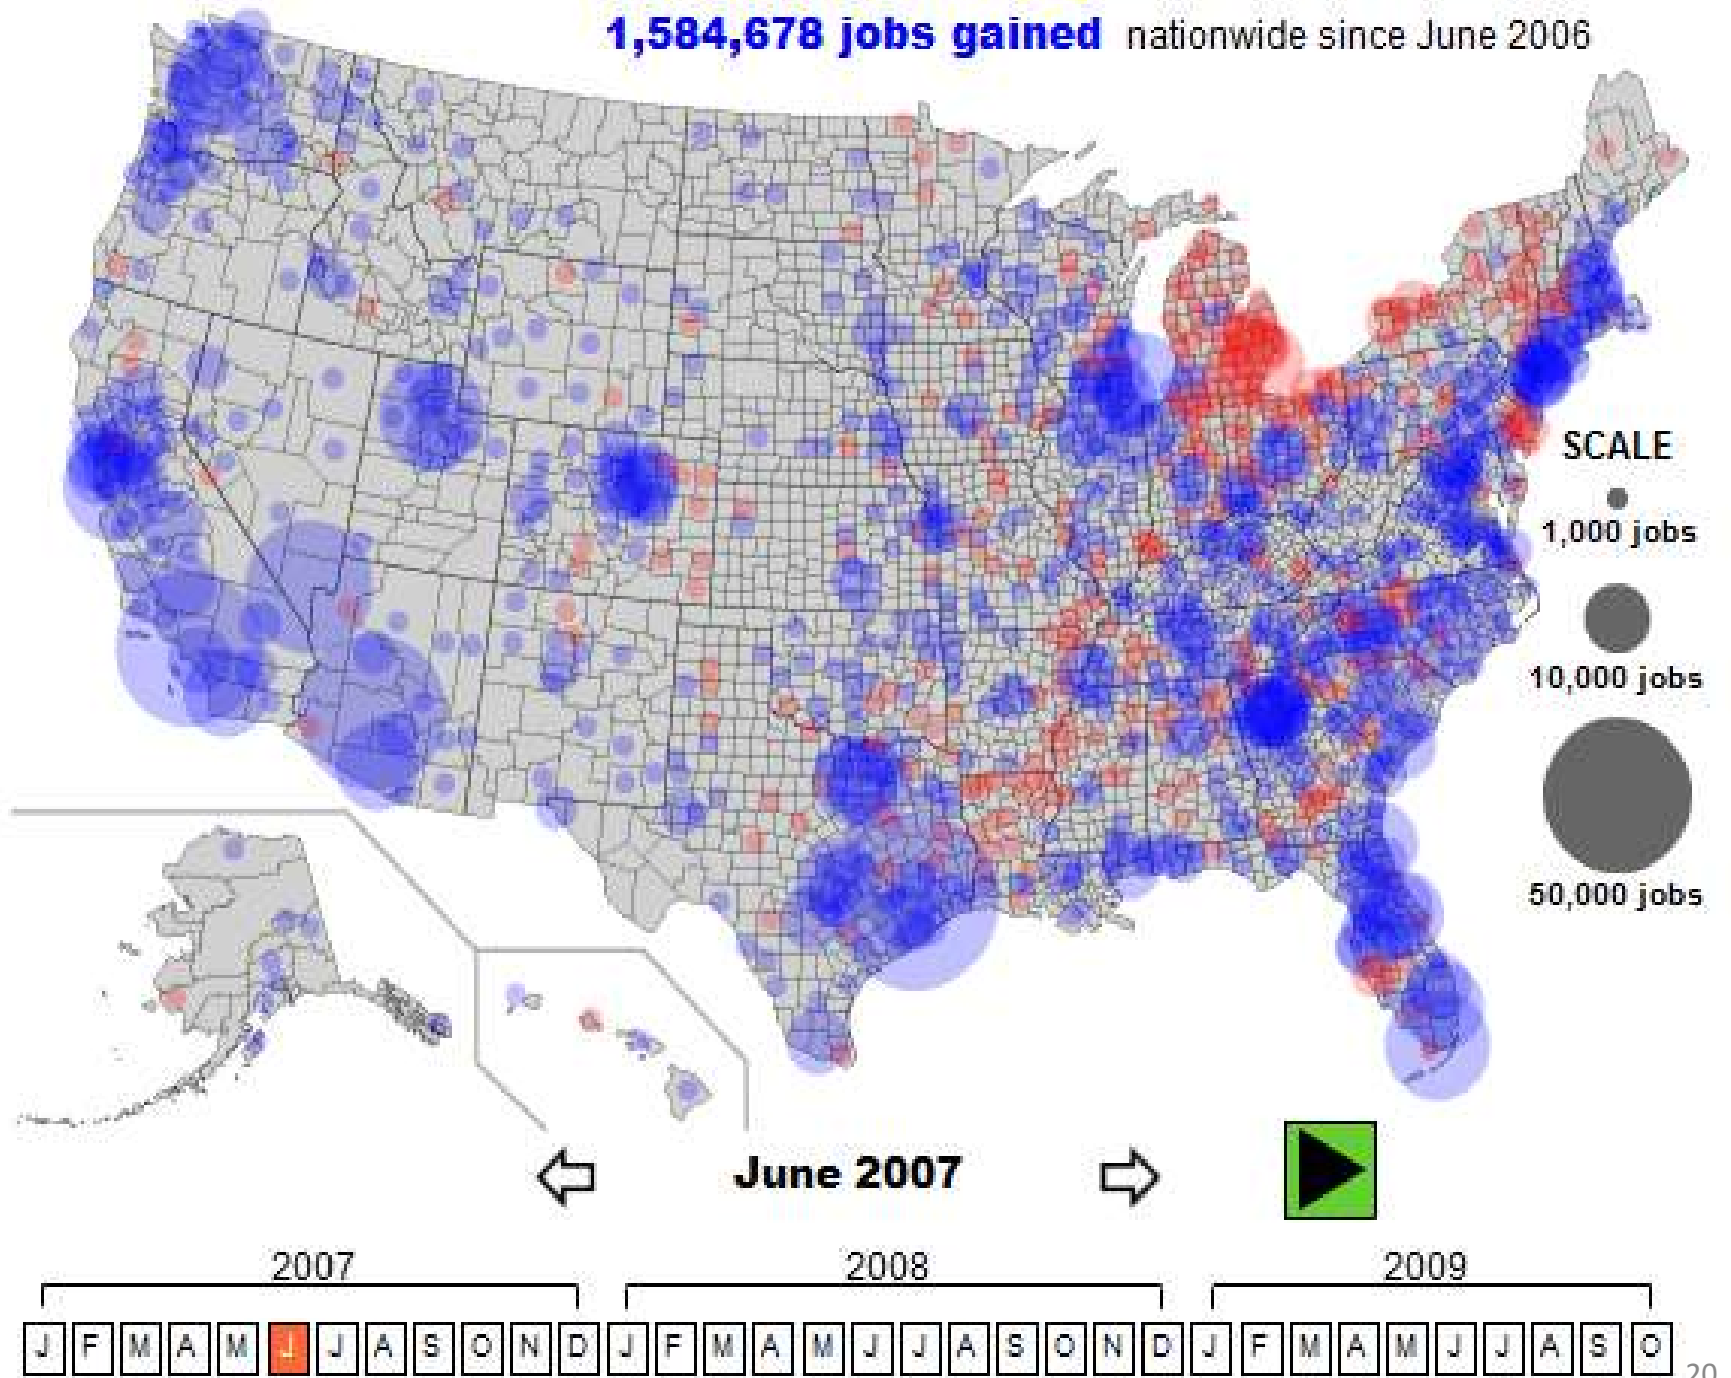 1,584,678 jobs gained nationwide since June 2006
SCALE
1,000 jobs
10,000 jobs
50,000 jobs
June 2007
2007 2008 2009
J F M A M J J A S O N D J F M A M J J A S O N D J F M A M J J A S O
20